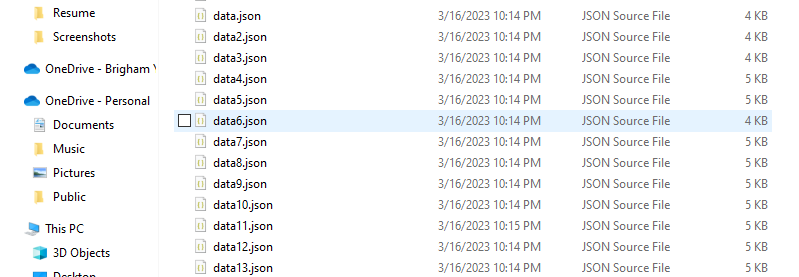 Resume
Screenshots
OneDrive - Brigham
OneDrive - Personal
Documents
Music
Pictures
Public
This PC
3D Objects
Desktop
data.json 3/16/2023 10:14 PM JSON Source File 4 KB
data2.json 3/16/2023 10:14 PM JSON Source File 4 KB
data3.json 3/16/2023 10:14 PM JSON Source File 4 KB
data4.json 3/16/2023 10:14 PM JSON Source File 5 KB
data5.json 3/16/2023 10:14 PM JSON Source File 5 KB
data6.json 3/16/2023 10:14 PM JSON Source File 4 KB
data7.json 3/16/2023 10:14 PM JSON Source File 5 KB
data8.json 3/16/2023 10:14 PM JSON Source File 5 KB
data9.json 3/16/2023 10:14 PM JSON Source File 5 KB
data10.json 3/16/2023 10:14 PM JSON Source File 5 KB
data11.json 3/16/2023 10:15 PM JSON Source File 5 KB
data12.json 3/16/2023 10:14 PM JSON Source File 5 KB
data13.json 3/16/2023 10:14 PM JSON Source File 5 KB